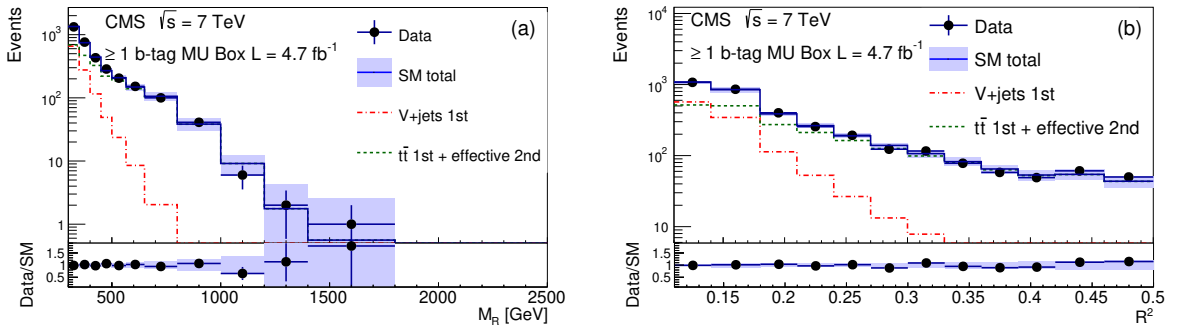 CMS √s = 7 TeV
(a)
≥ 1 b-tag MU Box L = 4.7 fb⁻¹
Data
SM total
V+jets 1st
tt̄ 1st + effective 2nd
Events
10³
10²
10
1
Data/SM
1.5
1
0.5
500 1000 1500 2000 2500
M_R [GeV]
CMS √s = 7 TeV
(b)
≥ 1 b-tag MU Box L = 4.7 fb⁻¹
Data
SM total
V+jets 1st
tt̄ 1st + effective 2nd
Events
10⁴
10³
10²
10
Data/SM
1.5
1
0.5
0.15 0.2 0.25 0.3 0.35 0.4 0.45 0.5
R²